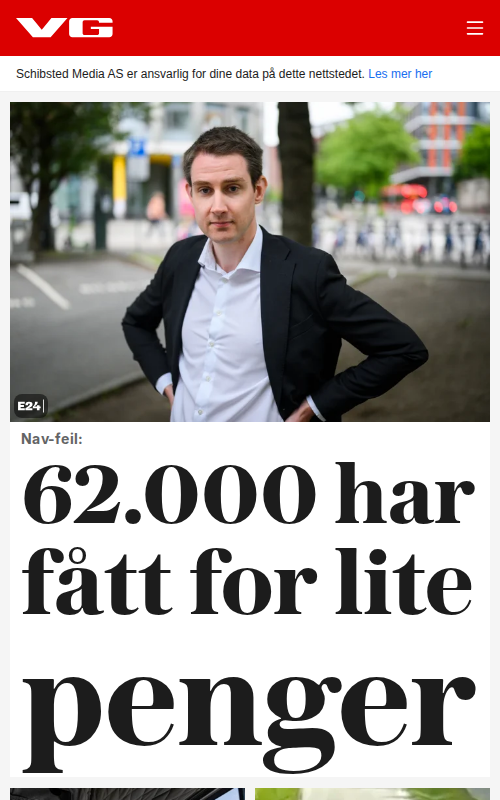 VG
Schibsted Media AS er ansvarlig for dine data på dette nettstedet. Les mer her
E24
Nav-feil:
62.000 har
fått for lite
penger